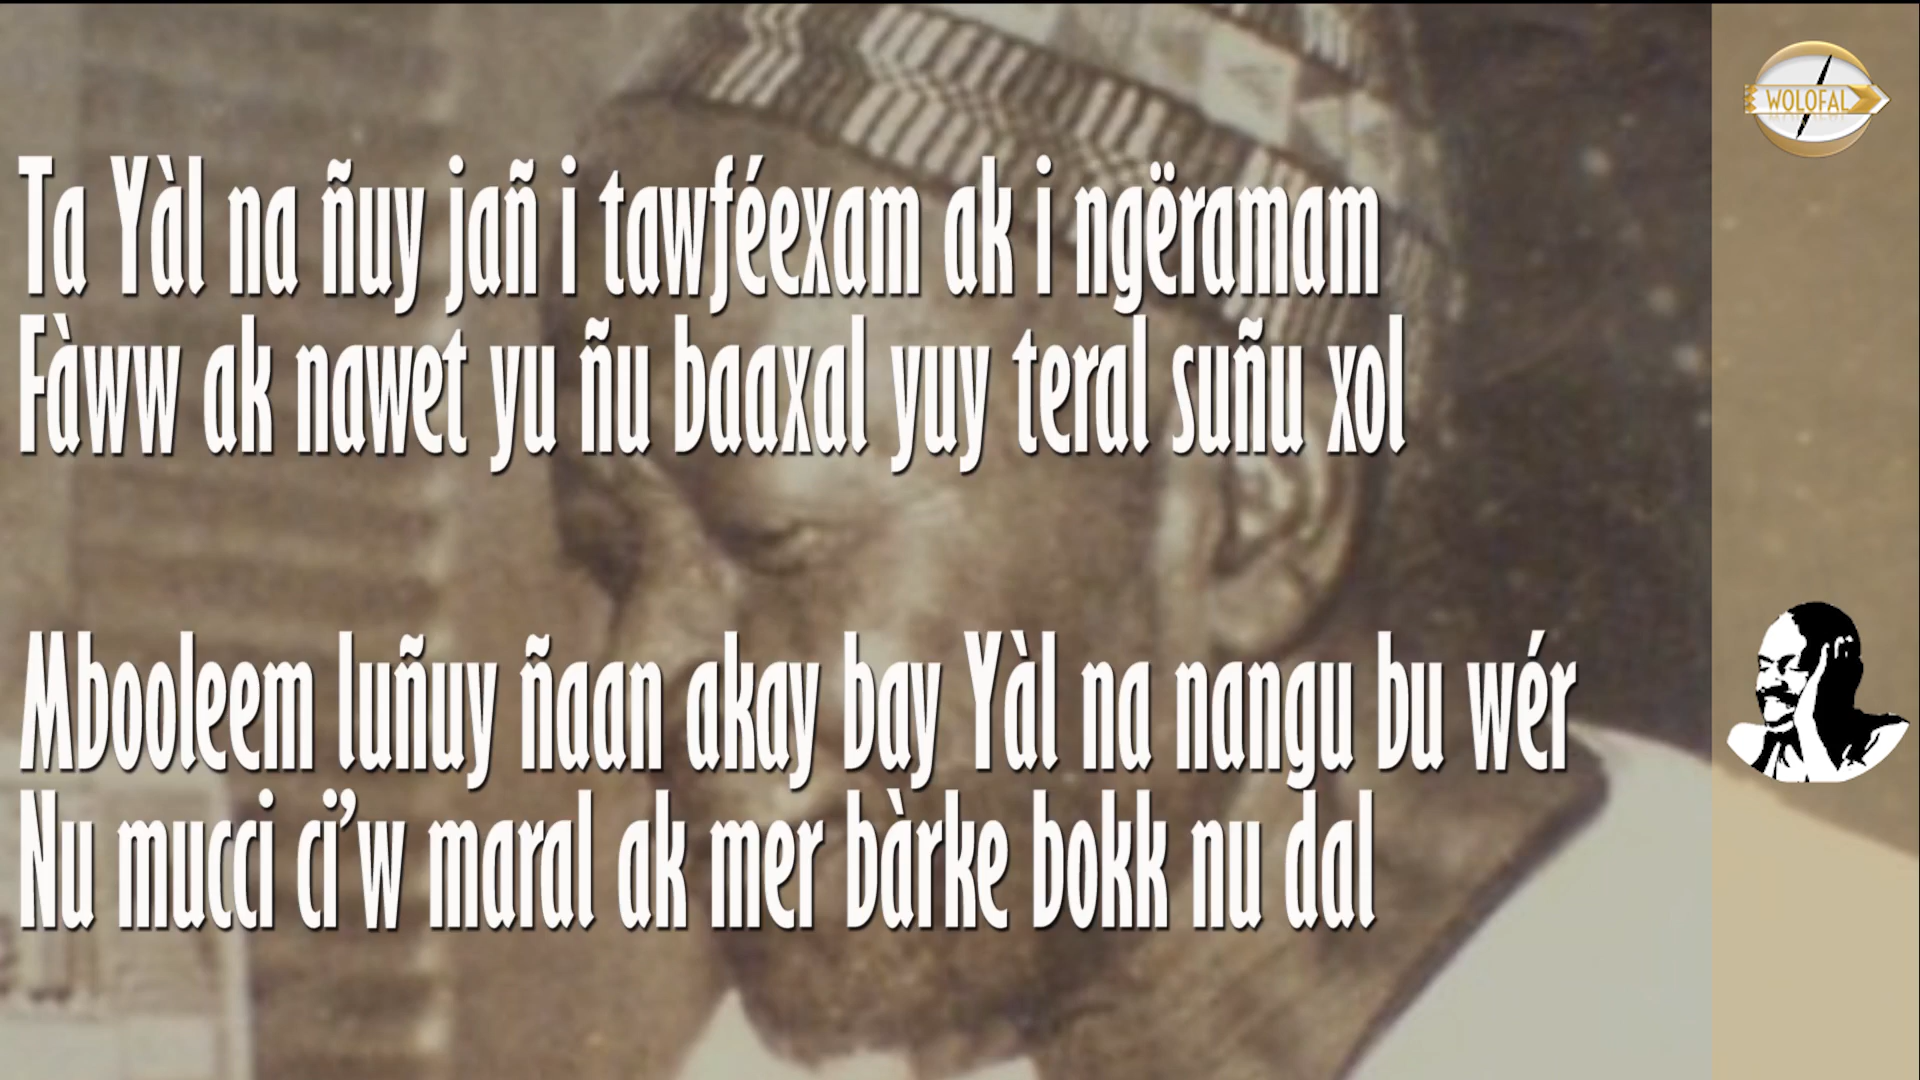 WOLOFAL
Ta Yàl na ñuy jañ i tawféexam ak i ngëramam
Fàww ak nawet yu ñu baaxal yuy teral suñu xol
Mbooleem luñuy ñaan akay bay Yàl na nangu bu wér
Nu mucci ci’w maral ak mer bàrke bokk nu dal